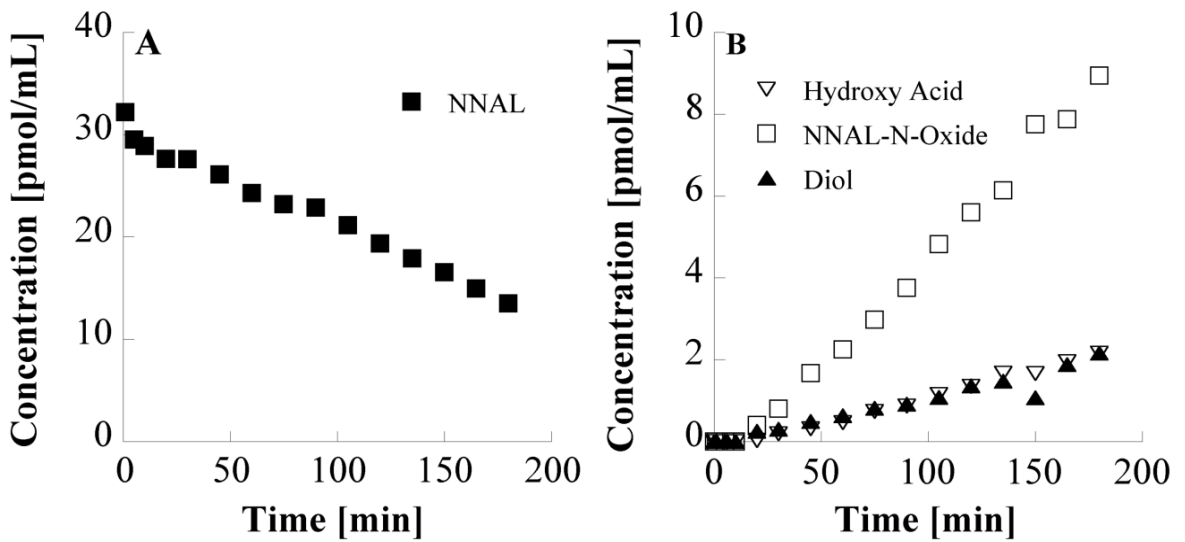 A
NNAL
Concentration [pmol/mL]
40
30
20
10
0
0 50 100 150 200
Time [min]
B
Hydroxy Acid
NNAL-N-Oxide
Diol
Concentration [pmol/mL]
10
8
6
4
2
0
0 50 100 150 200
Time [min]